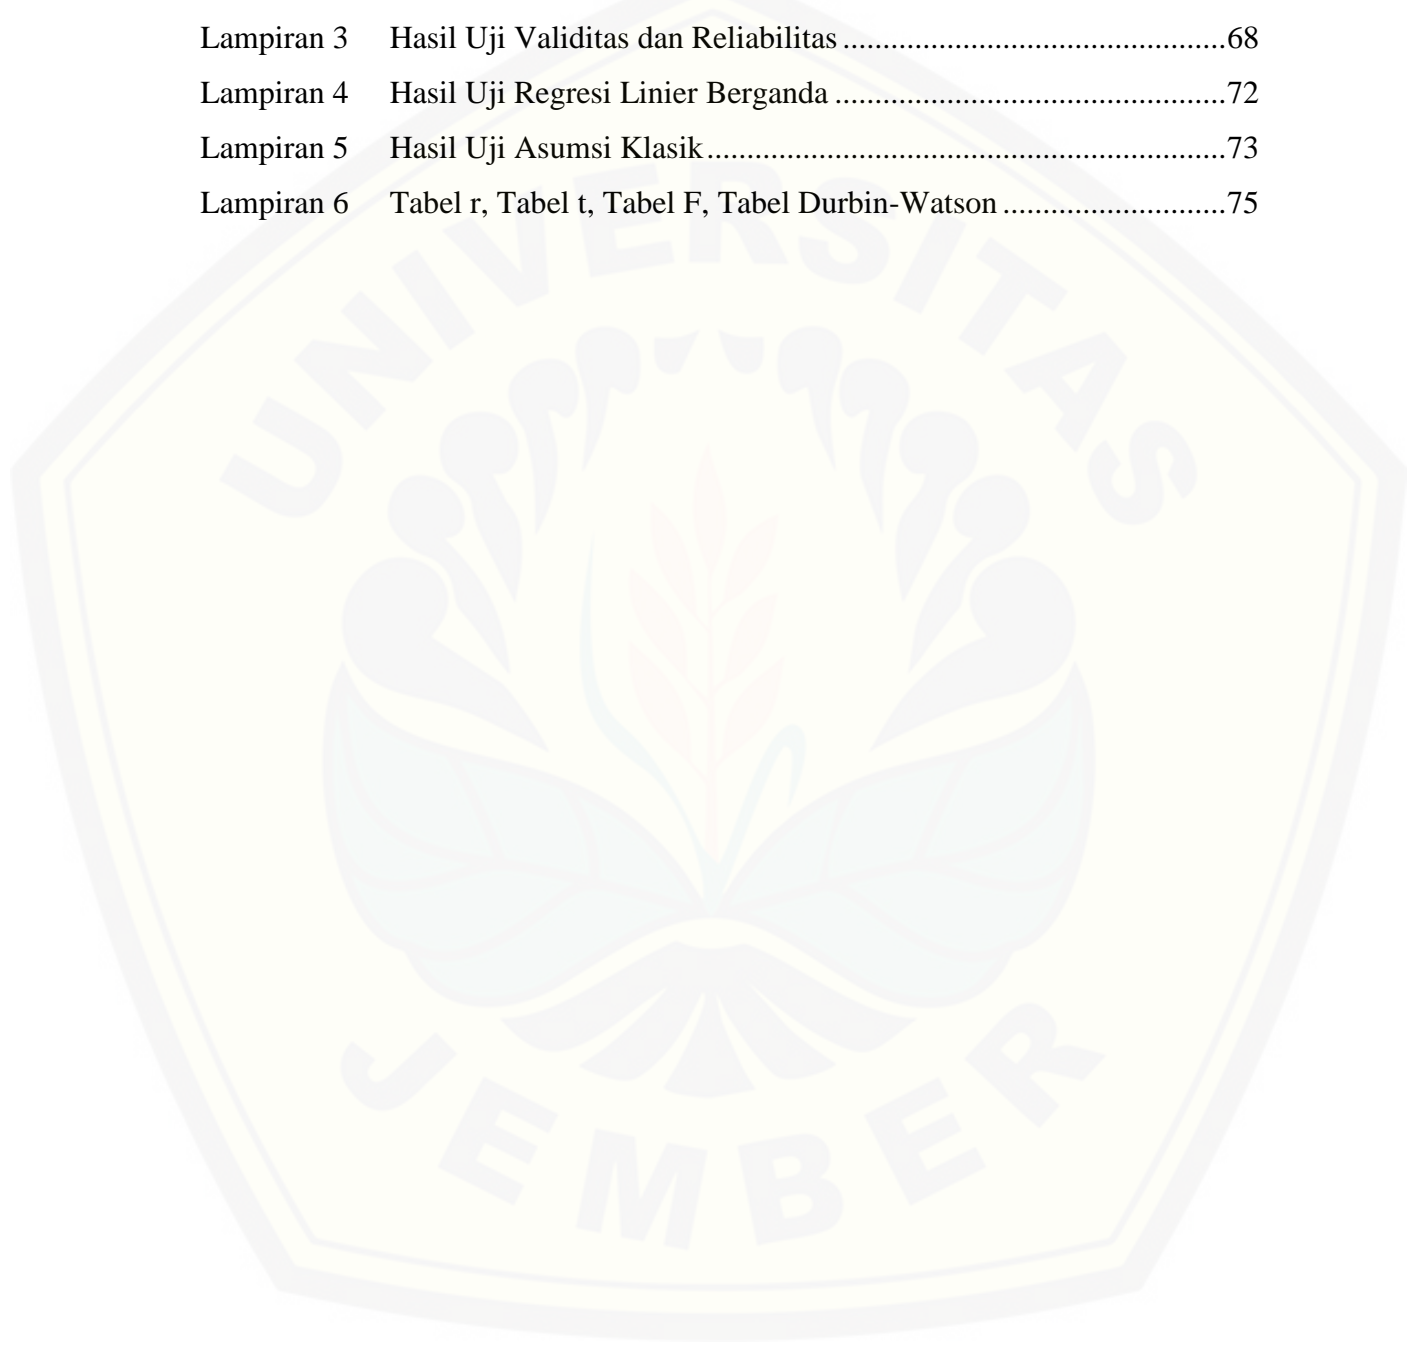 Lampiran 3 Hasil Uji Validitas dan Reliabilitas ................................................68
Lampiran 4 Hasil Uji Regresi Linier Berganda .................................................72
Lampiran 5 Hasil Uji Asumsi Klasik.................................................................73
Lampiran 6 Tabel r, Tabel t, Tabel F, Tabel Durbin-Watson ............................75
UNIVERSITAS
JEMBER